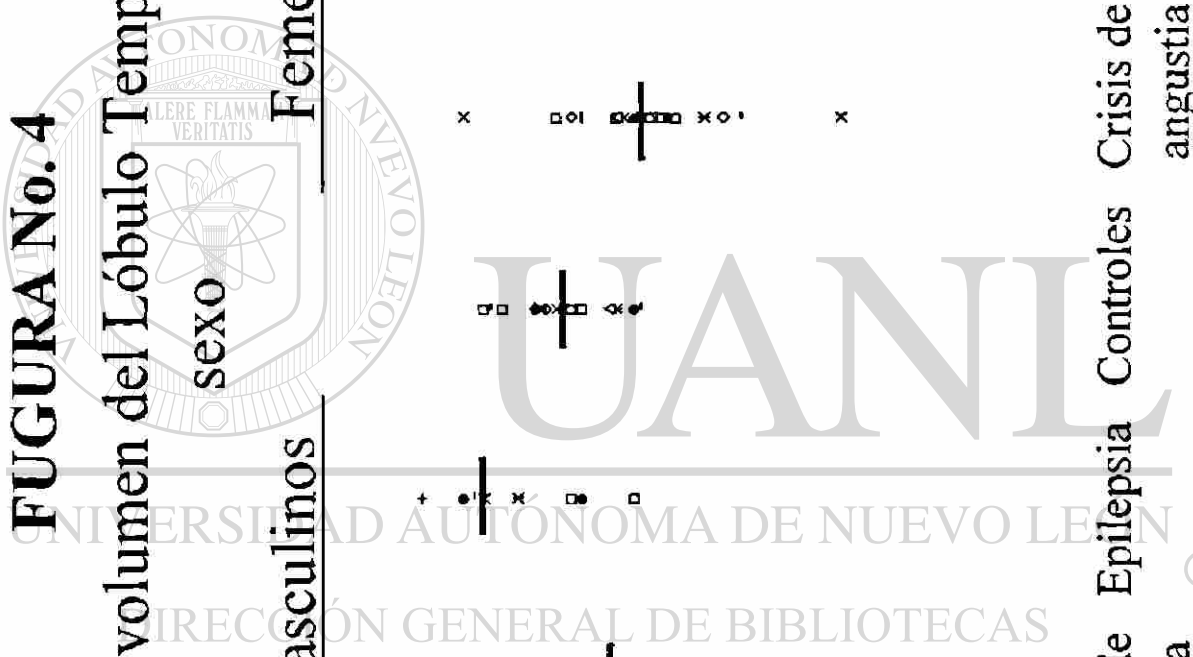 FUGURA No. 4
volumen del Lóbulo Temp
sexo
asculinos Feme
Epilepsia Controles Crisis de
angustia
ALERE FLAMMAM
VERITATIS
UANL
UNIVERSIDAD AUTÓNOMA DE NUEVO LEÓN
DIRECCIÓN GENERAL DE BIBLIOTECAS